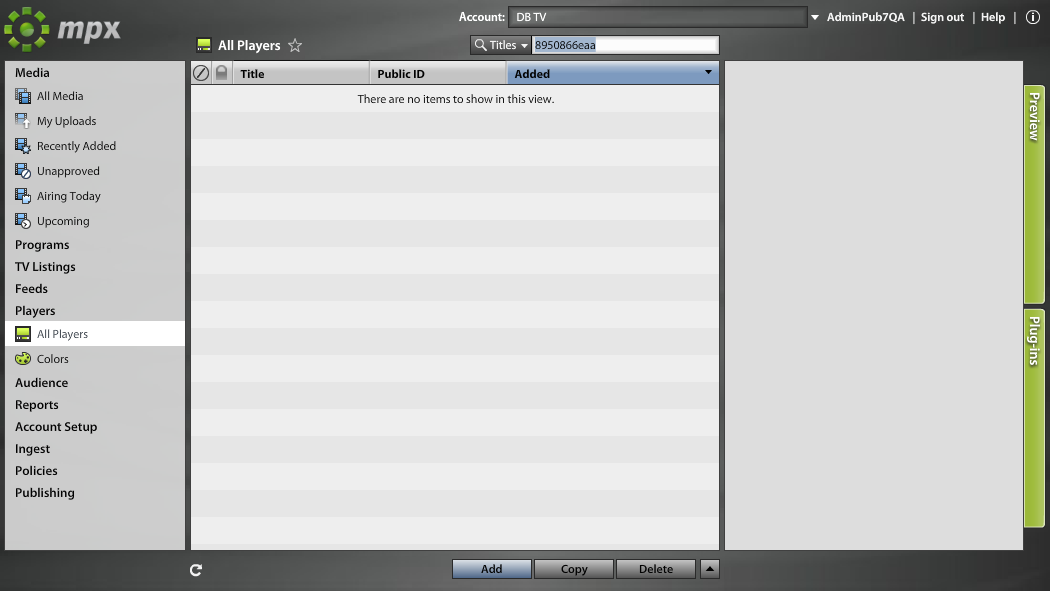 mpx
Account: DB TV AdminPub7QA | Sign out | Help |
All Players Titles 8950866eaa
Title Public ID Added
There are no items to show in this view.
Media
All Media
My Uploads
Recently Added
Unapproved
Airing Today
Upcoming
Programs
TV Listings
Feeds
Players
All Players
Colors
Audience
Reports
Account Setup
Ingest
Policies
Publishing
Preview
Plug-ins
Add Copy Delete